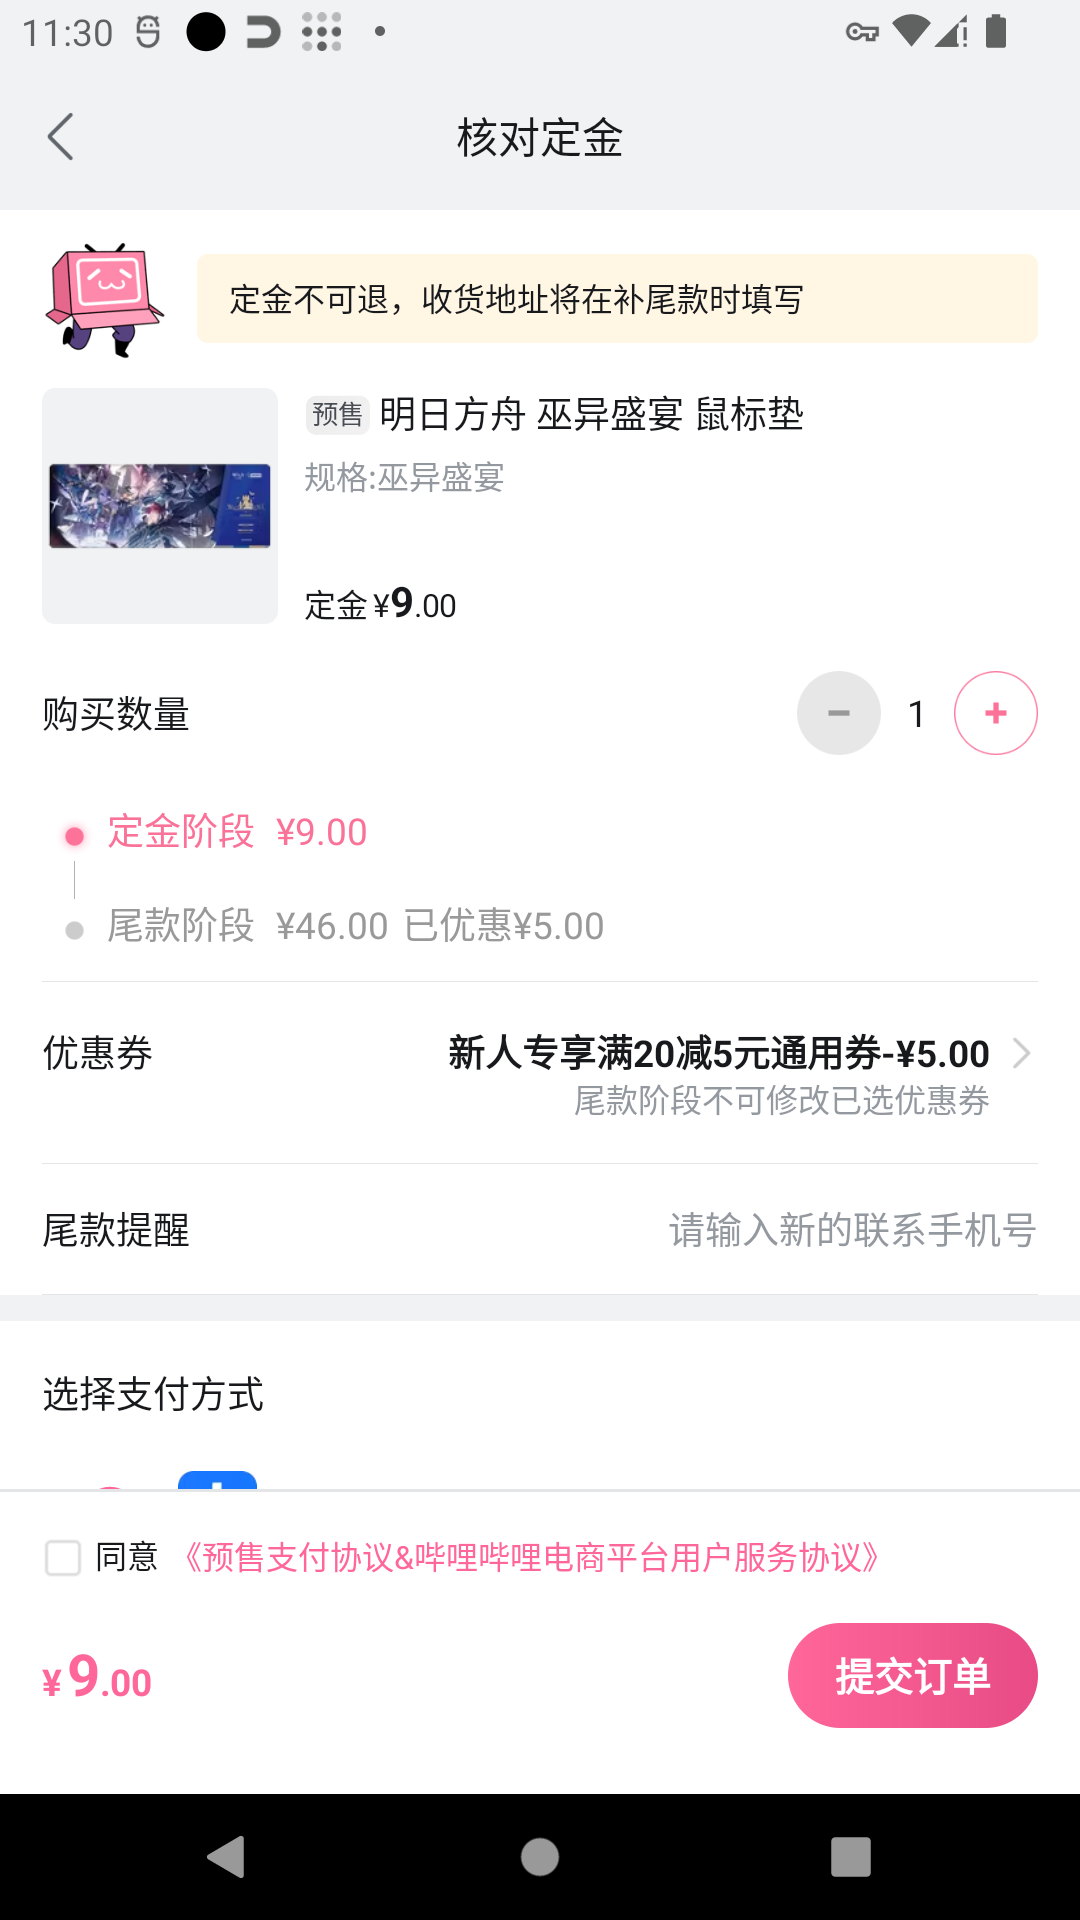 11:30
核对定金
定金不可退，收货地址将在补尾款时填写
预售 明日方舟 巫异盛宴 鼠标垫
规格:巫异盛宴
定金 ¥9.00
购买数量
1
定金阶段 ¥9.00
尾款阶段 ¥46.00 已优惠¥5.00
优惠券
新人专享满20减5元通用券-¥5.00
尾款阶段不可修改已选优惠券
尾款提醒
请输入新的联系手机号
选择支付方式
同意 《预售支付协议&哔哩哔哩电商平台用户服务协议》
¥9.00
提交订单